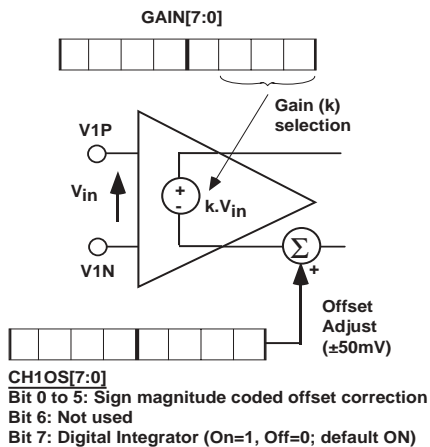 GAIN[7:0]
Gain (k)
selection
V1P
Vin
+
-
k.Vin
V1N
Σ
+
Offset
Adjust
(±50mV)
CH1OS[7:0]
Bit 0 to 5: Sign magnitude coded offset correction
Bit 6: Not used
Bit 7: Digital Integrator (On=1, Off=0; default ON)